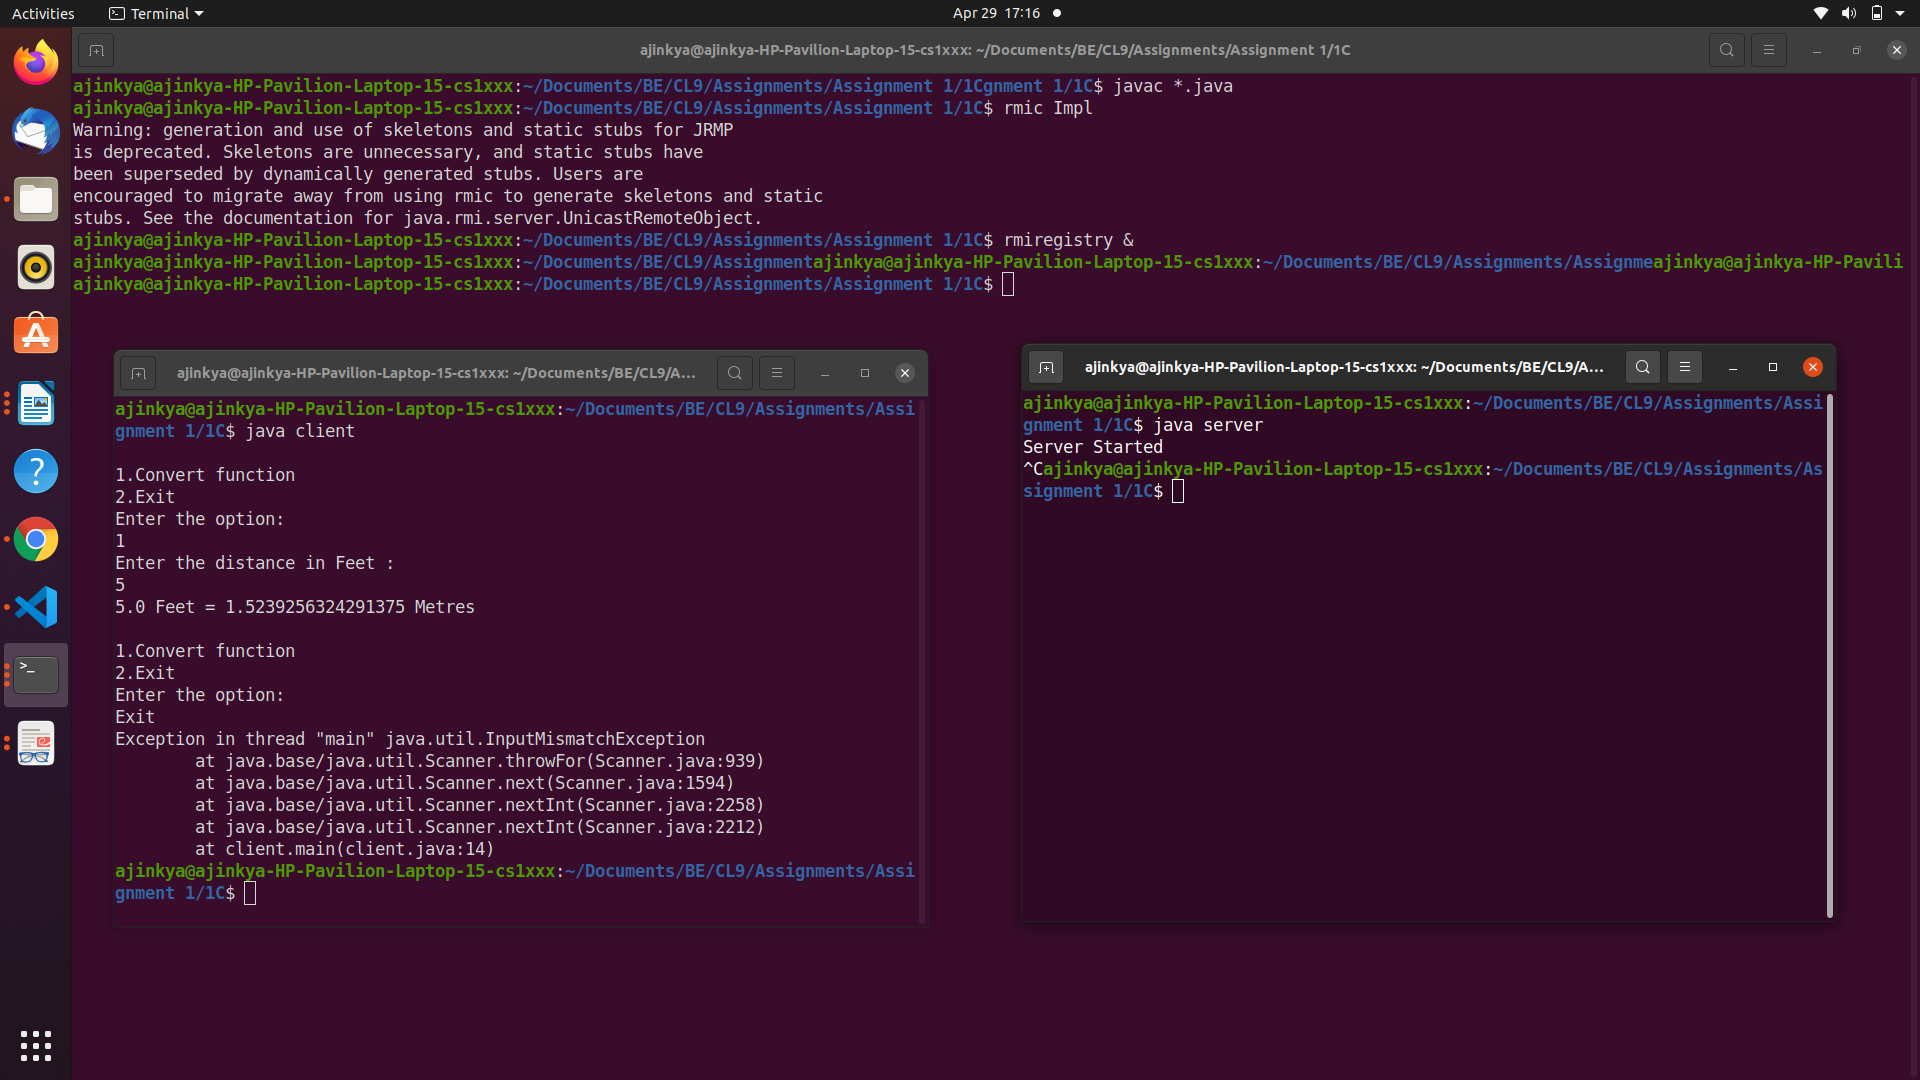 Activities
Terminal
Apr 29 17:16
ajinkya@ajinkya-HP-Pavilion-Laptop-15-cs1xxx: ~/Documents/BE/CL9/Assignments/Assignment 1/1C
ajinkya@ajinkya-HP-Pavilion-Laptop-15-cs1xxx:~/Documents/BE/CL9/Assignments/Assignment 1/1Cgnment 1/1C$ javac *.java
ajinkya@ajinkya-HP-Pavilion-Laptop-15-cs1xxx:~/Documents/BE/CL9/Assignments/Assignment 1/1C$ rmic Impl
Warning: generation and use of skeletons and static stubs for JRMP
is deprecated. Skeletons are unnecessary, and static stubs have
been superseded by dynamically generated stubs. Users are
encouraged to migrate away from using rmic to generate skeletons and static
stubs. See the documentation for java.rmi.server.UnicastRemoteObject.
ajinkya@ajinkya-HP-Pavilion-Laptop-15-cs1xxx:~/Documents/BE/CL9/Assignments/Assignment 1/1C$ rmiregistry &
ajinkya@ajinkya-HP-Pavilion-Laptop-15-cs1xxx:~/Documents/BE/CL9/Assignmentajinkya@ajinkya-HP-Pavilion-Laptop-15-cs1xxx:~/Documents/BE/CL9/Assignments/Assignmeajinkya@ajinkya-HP-Pavili
ajinkya@ajinkya-HP-Pavilion-Laptop-15-cs1xxx:~/Documents/BE/CL9/Assignments/Assignment 1/1C$
ajinkya@ajinkya-HP-Pavilion-Laptop-15-cs1xxx: ~/Documents/BE/CL9/A...
ajinkya@ajinkya-HP-Pavilion-Laptop-15-cs1xxx:~/Documents/BE/CL9/Assignments/Assi
gnment 1/1C$ java client
1.Convert function
2.Exit
Enter the option:
1
Enter the distance in Feet :
5
5.0 Feet = 1.5239256324291375 Metres
1.Convert function
2.Exit
Enter the option:
Exit
Exception in thread "main" java.util.InputMismatchException
at java.base/java.util.Scanner.throwFor(Scanner.java:939)
at java.base/java.util.Scanner.next(Scanner.java:1594)
at java.base/java.util.Scanner.nextInt(Scanner.java:2258)
at java.base/java.util.Scanner.nextInt(Scanner.java:2212)
at client.main(client.java:14)
ajinkya@ajinkya-HP-Pavilion-Laptop-15-cs1xxx:~/Documents/BE/CL9/Assignments/Assi
gnment 1/1C$
ajinkya@ajinkya-HP-Pavilion-Laptop-15-cs1xxx: ~/Documents/BE/CL9/A...
ajinkya@ajinkya-HP-Pavilion-Laptop-15-cs1xxx:~/Documents/BE/CL9/Assignments/Assi
gnment 1/1C$ java server
Server Started
^Cajinkya@ajinkya-HP-Pavilion-Laptop-15-cs1xxx:~/Documents/BE/CL9/Assignments/As
signment 1/1C$